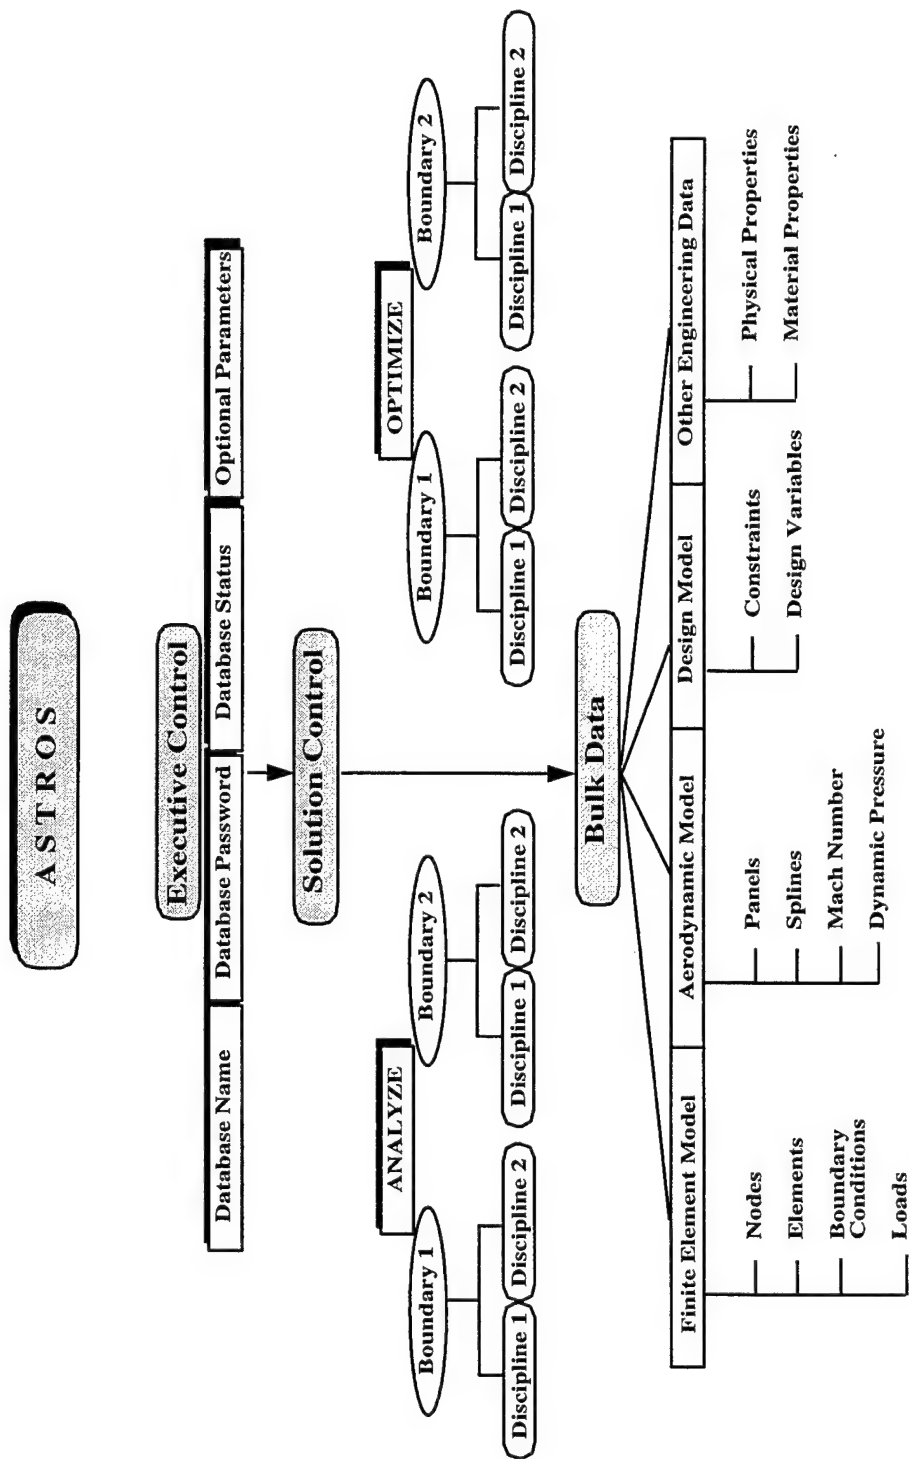 ASTROS
Executive Control
Database Name
Database Password
Database Status
Optional Parameters
Solution Control
ANALYZE
OPTIMIZE
Boundary 1
Boundary 2
Boundary 1
Boundary 2
Discipline 1
Discipline 2
Discipline 1
Discipline 2
Discipline 1
Discipline 2
Discipline 1
Discipline 2
Bulk Data
Finite Element Model
Aerodynamic Model
Design Model
Other Engineering Data
Nodes
Elements
Boundary
Conditions
Loads
Panels
Splines
Mach Number
Dynamic Pressure
Constraints
Design Variables
Physical Properties
Material Properties